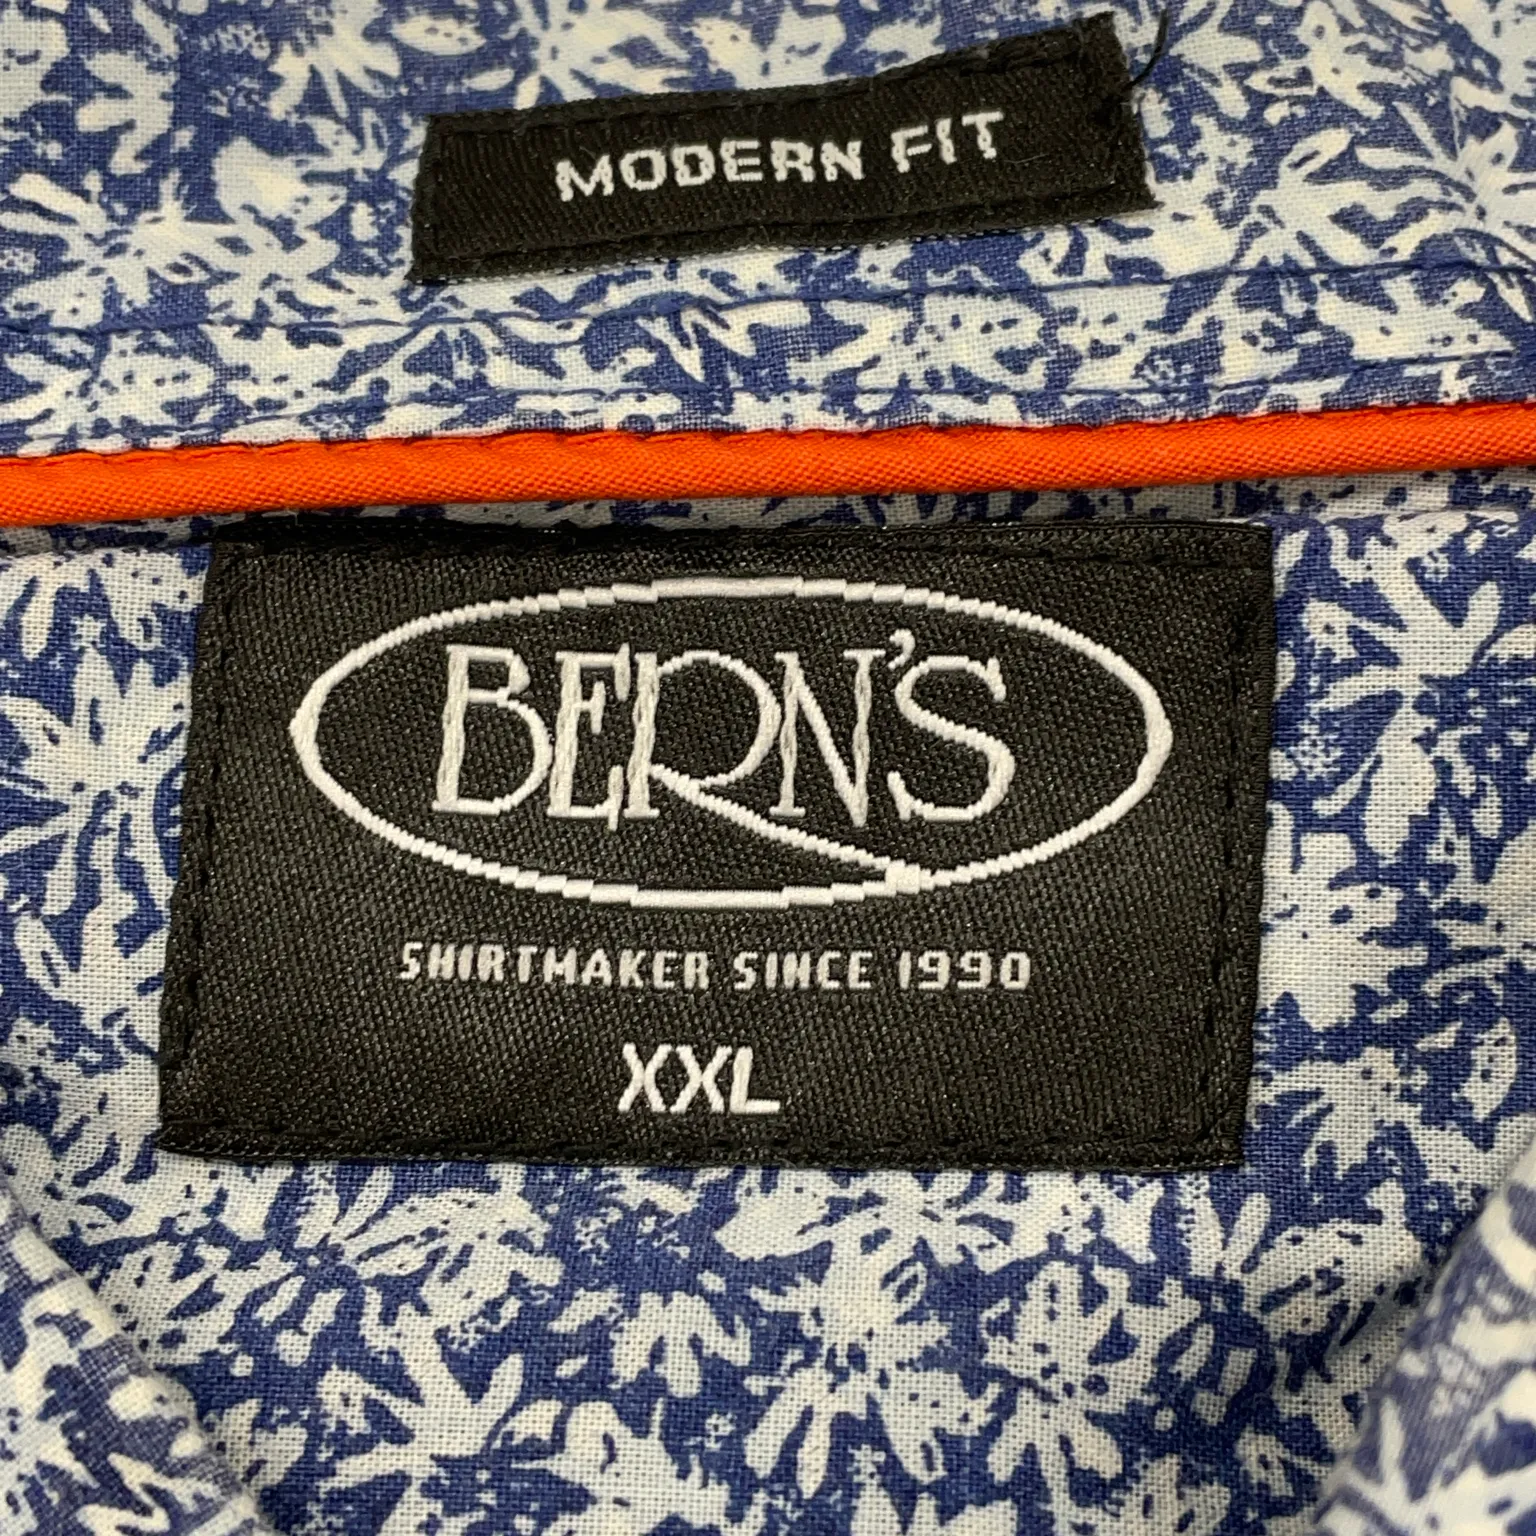 MODERN FIT
BERN'S
SHIRTMAKER SINCE 1990
XXL